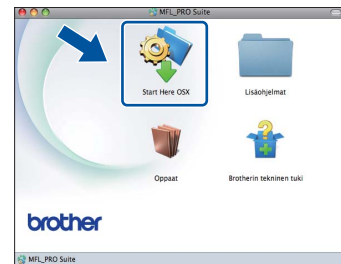 MFL_PRO Suite
Start Here OSX
Lisäohjelmat
Oppaat
Brotherin tekninen tuki
brother
MFL_PRO Suite